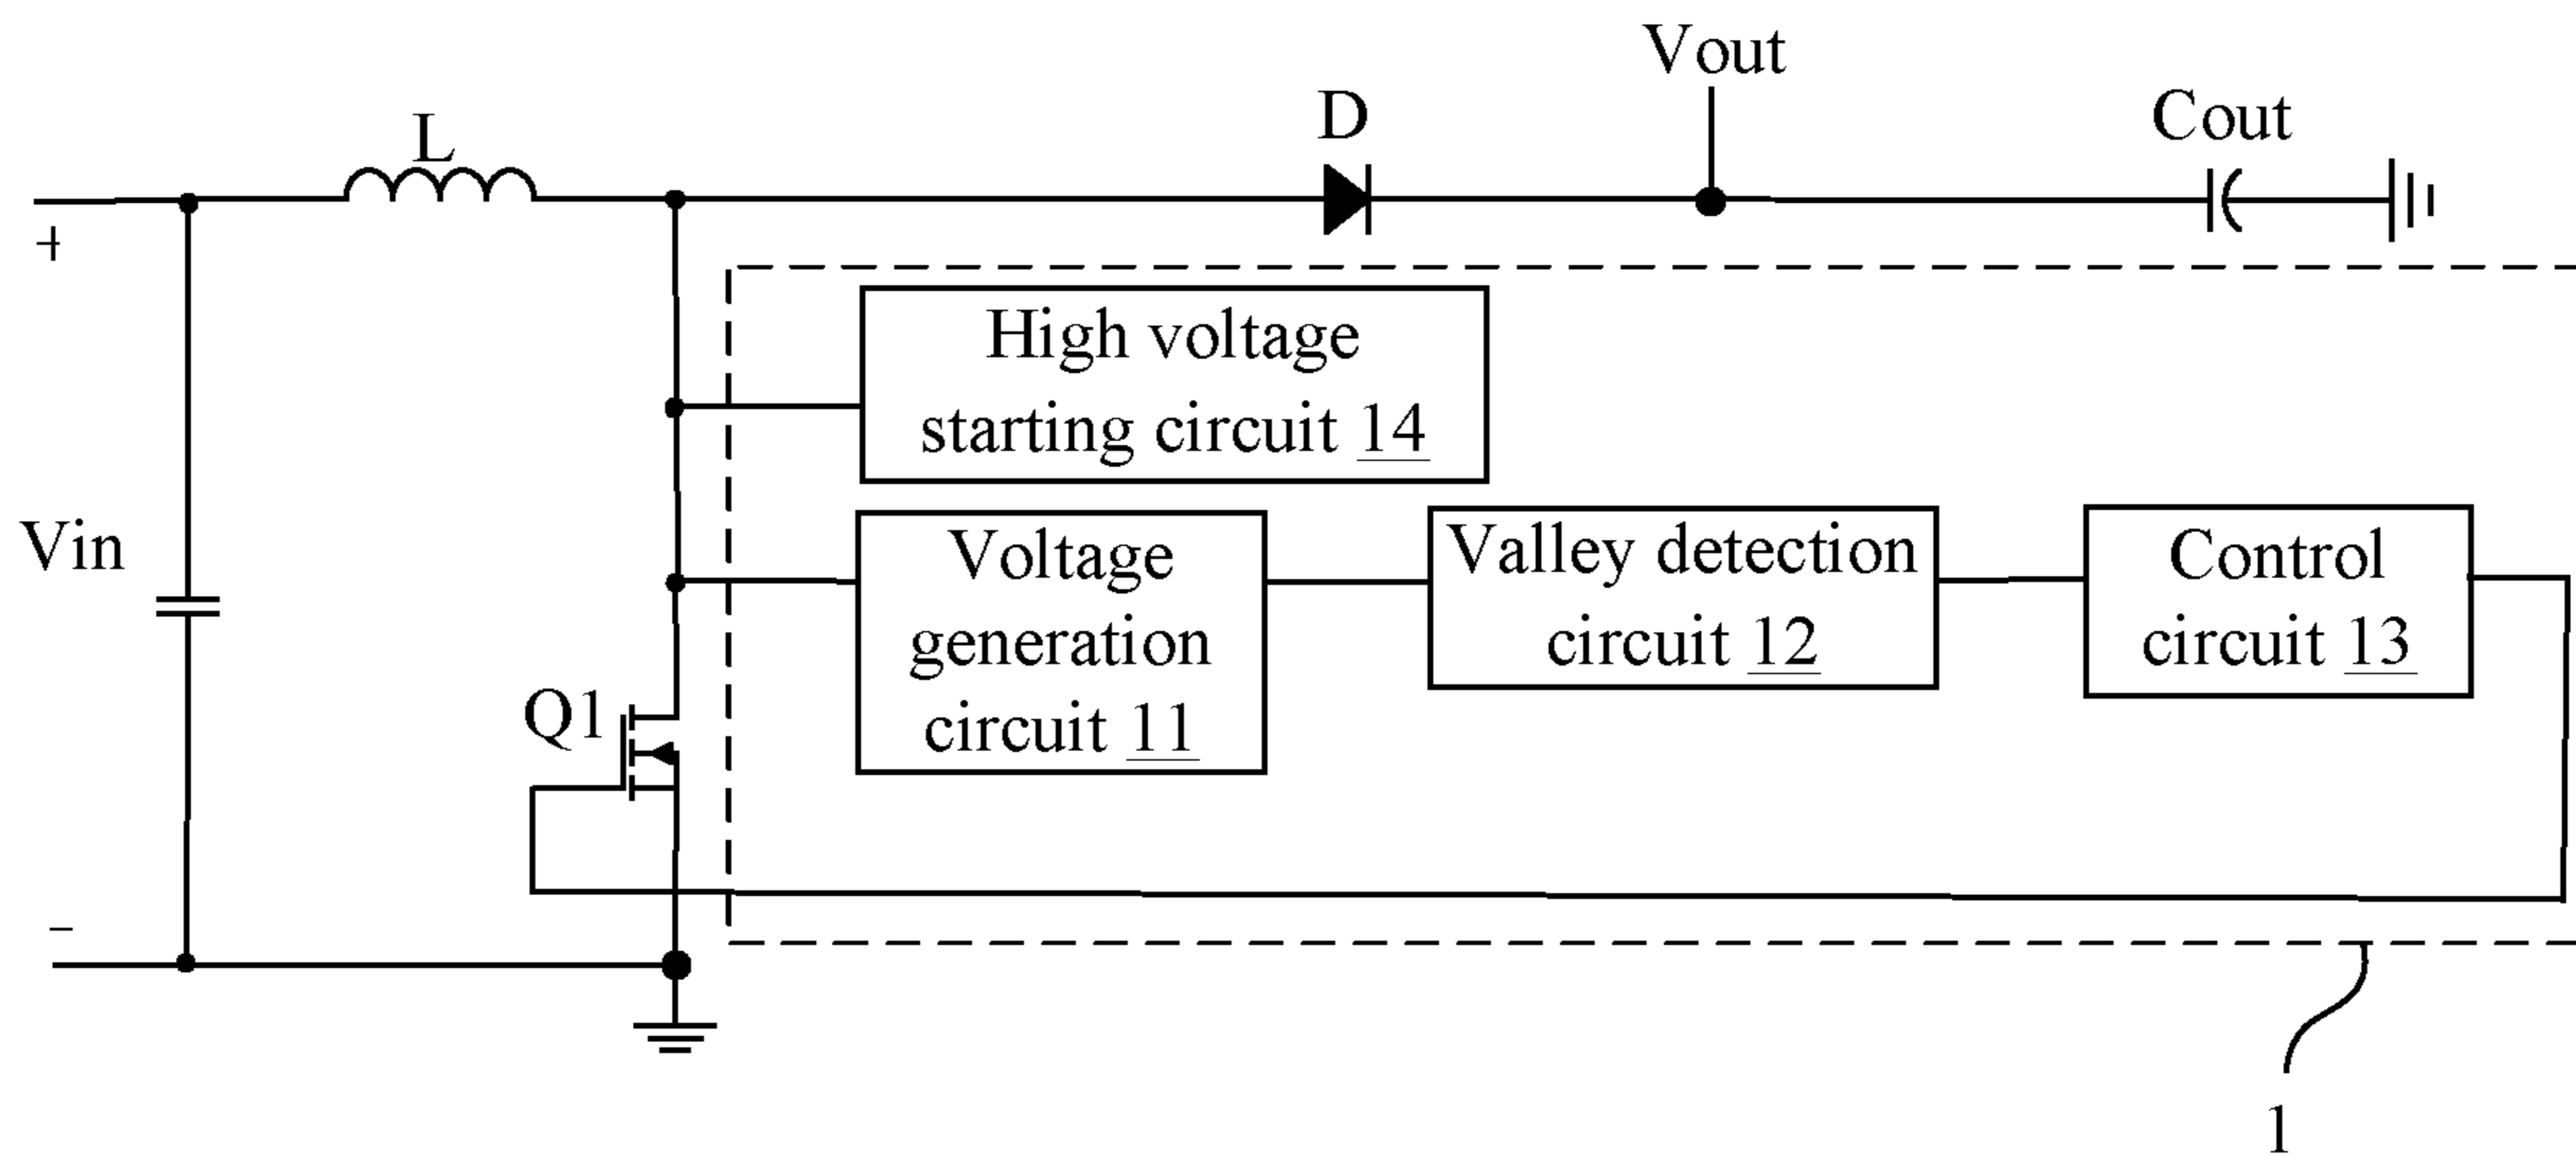 Vout
D
Cout
L
+
High voltage
starting circuit 14
Vin
Voltage
generation
circuit 11
Valley detection
circuit 12
Control
circuit 13
Q1
−
1